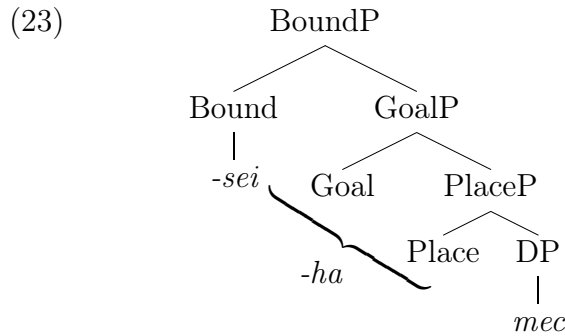 (23) BoundP
Bound GoalP
-sei Goal PlaceP
-ha Place DP
mec